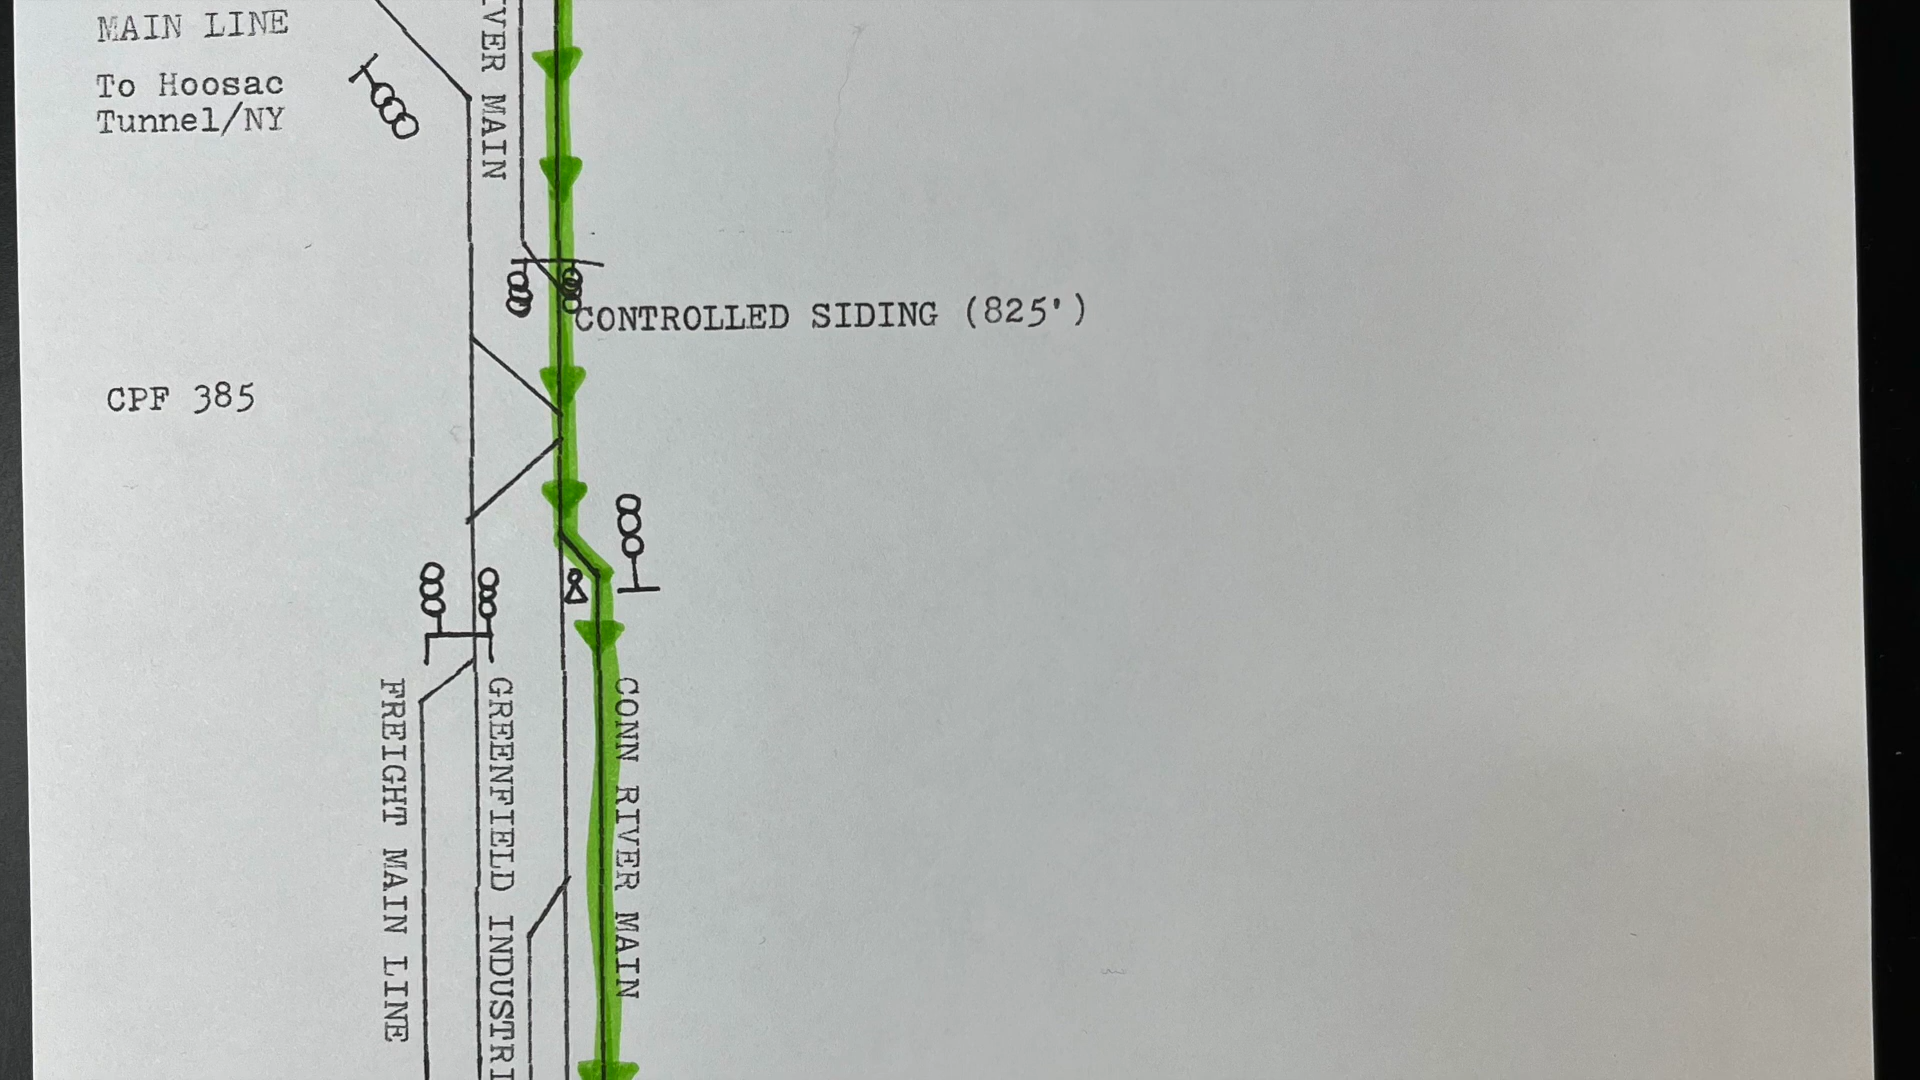 MAIN LINE
To Hoosac
Tunnel/NY
VER MAIN
CONTROLLED SIDING (825')
CPF 385
FREIGHT MAIN LINE
GREENFIELD INDUSTRI
CONN RIVER MAIN